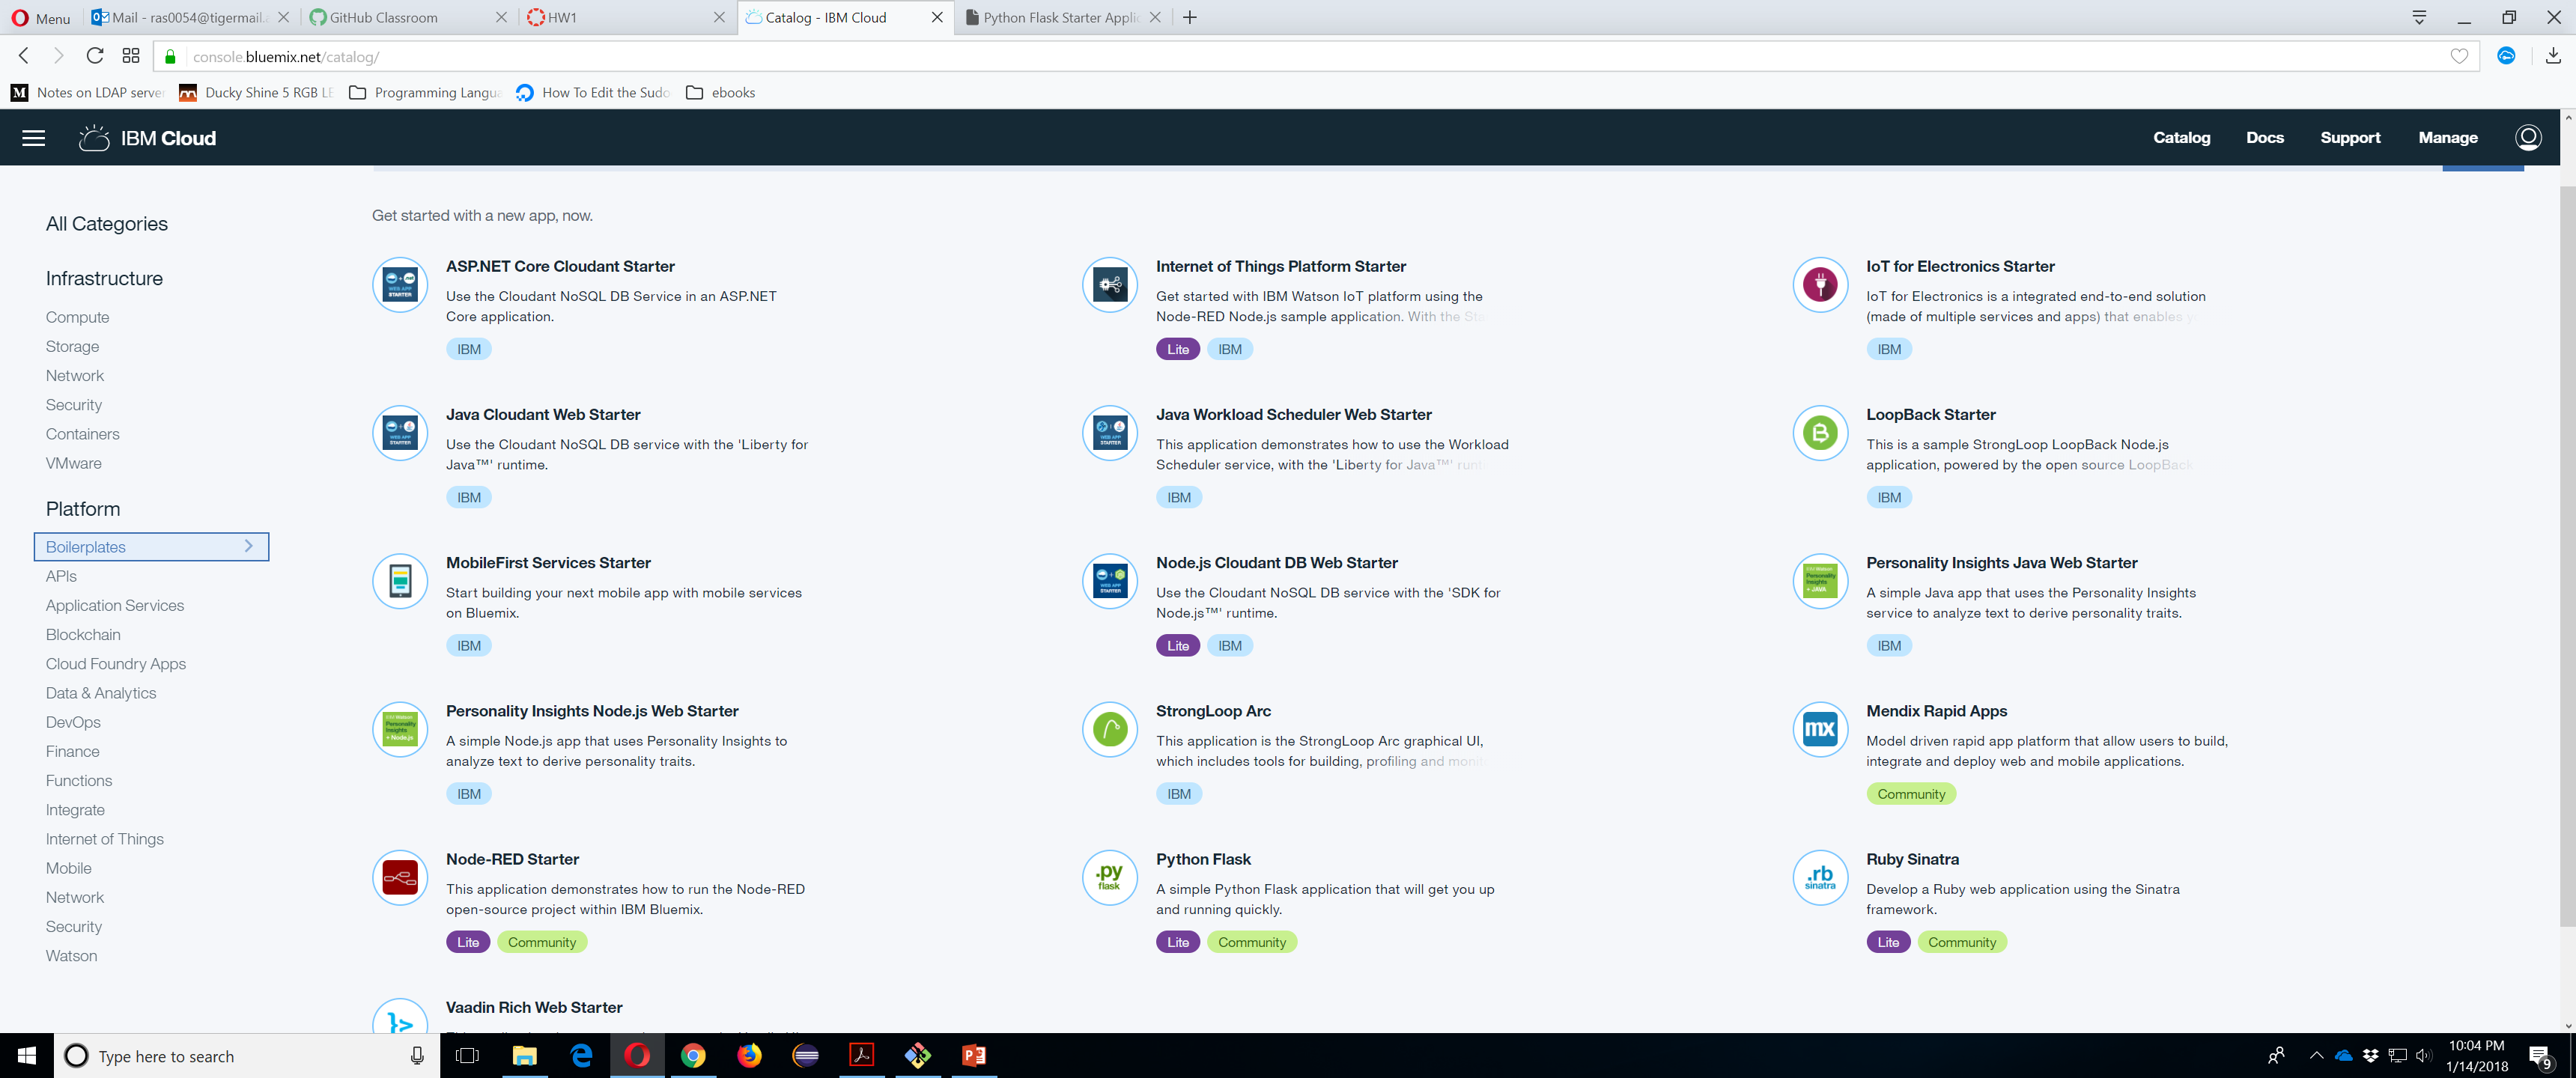 Menu
Mail - ras0054@tigermail.
GitHub Classroom
HW1
Catalog - IBM Cloud
Python Flask Starter Applic
console.bluemix.net/catalog/
Notes on LDAP server
Ducky Shine 5 RGB LE
Programming Langua
How To Edit the Sudo
ebooks
IBM Cloud
Catalog
Docs
Support
Manage
All Categories
Infrastructure
Compute
Storage
Network
Security
Containers
VMware
Platform
Boilerplates
APIs
Application Services
Blockchain
Cloud Foundry Apps
Data & Analytics
DevOps
Finance
Functions
Integrate
Internet of Things
Mobile
Network
Security
Watson
Get started with a new app, now.
ASP.NET Core Cloudant Starter
Use the Cloudant NoSQL DB Service in an ASP.NET
Core application.
IBM
Internet of Things Platform Starter
Get started with IBM Watson IoT platform using the
Node-RED Node.js sample application. With the Sta
Lite IBM
IoT for Electronics Starter
IoT for Electronics is a integrated end-to-end solution
(made of multiple services and apps) that enables y
IBM
Java Cloudant Web Starter
Use the Cloudant NoSQL DB service with the 'Liberty for
Java™' runtime.
IBM
Java Workload Scheduler Web Starter
This application demonstrates how to use the Workload
Scheduler service, with the 'Liberty for Java™' runt
IBM
LoopBack Starter
This is a sample StrongLoop LoopBack Node.js
application, powered by the open source LoopBack
IBM
MobileFirst Services Starter
Start building your next mobile app with mobile services
on Bluemix.
IBM
Node.js Cloudant DB Web Starter
Use the Cloudant NoSQL DB service with the 'SDK for
Node.js™' runtime.
Lite IBM
Personality Insights Java Web Starter
A simple Java app that uses the Personality Insights
service to analyze text to derive personality traits.
IBM
Personality Insights Node.js Web Starter
A simple Node.js app that uses Personality Insights to
analyze text to derive personality traits.
IBM
StrongLoop Arc
This application is the StrongLoop Arc graphical UI,
which includes tools for building, profiling and monit
IBM
mx
Mendix Rapid Apps
Model driven rapid app platform that allow users to build,
integrate and deploy web and mobile applications.
Community
Node-RED Starter
This application demonstrates how to run the Node-RED
open-source project within IBM Bluemix.
Lite Community
.py
flask
Python Flask
A simple Python Flask application that will get you up
and running quickly.
Lite Community
.rb
sinatra
Ruby Sinatra
Develop a Ruby web application using the Sinatra
framework.
Lite Community
Vaadin Rich Web Starter
Type here to search
10:04 PM
1/14/2018
9